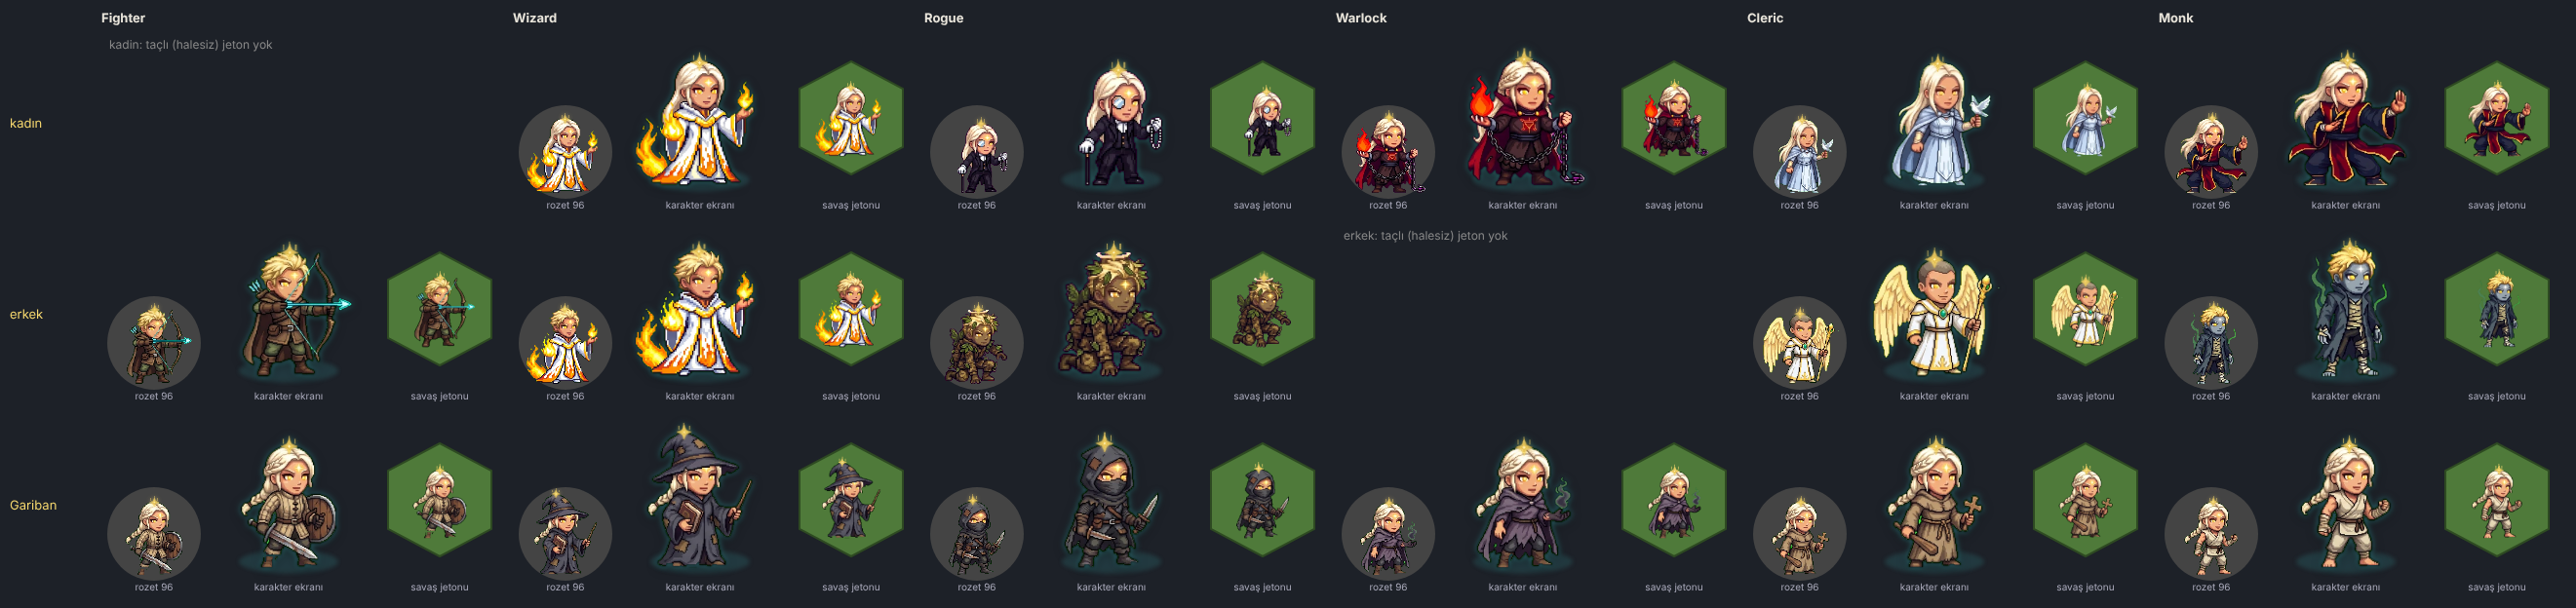 Fighter Wizard Rogue Warlock Cleric Monk
kadin: taçlı (halesiz) jeton yok
kadın
rozet 96 karakter ekranı savaş jetonu rozet 96 karakter ekranı savaş jetonu rozet 96 karakter ekranı savaş jetonu rozet 96 karakter ekranı savaş jetonu rozet 96 karakter ekranı savaş jetonu
erkek: taçlı (halesiz) jeton yok
erkek
rozet 96 karakter ekranı savaş jetonu rozet 96 karakter ekranı savaş jetonu rozet 96 karakter ekranı savaş jetonu rozet 96 karakter ekranı savaş jetonu rozet 96 karakter ekranı savaş jetonu
Gariban
rozet 96 karakter ekranı savaş jetonu rozet 96 karakter ekranı savaş jetonu rozet 96 karakter ekranı savaş jetonu rozet 96 karakter ekranı savaş jetonu rozet 96 karakter ekranı savaş jetonu rozet 96 karakter ekranı savaş jetonu